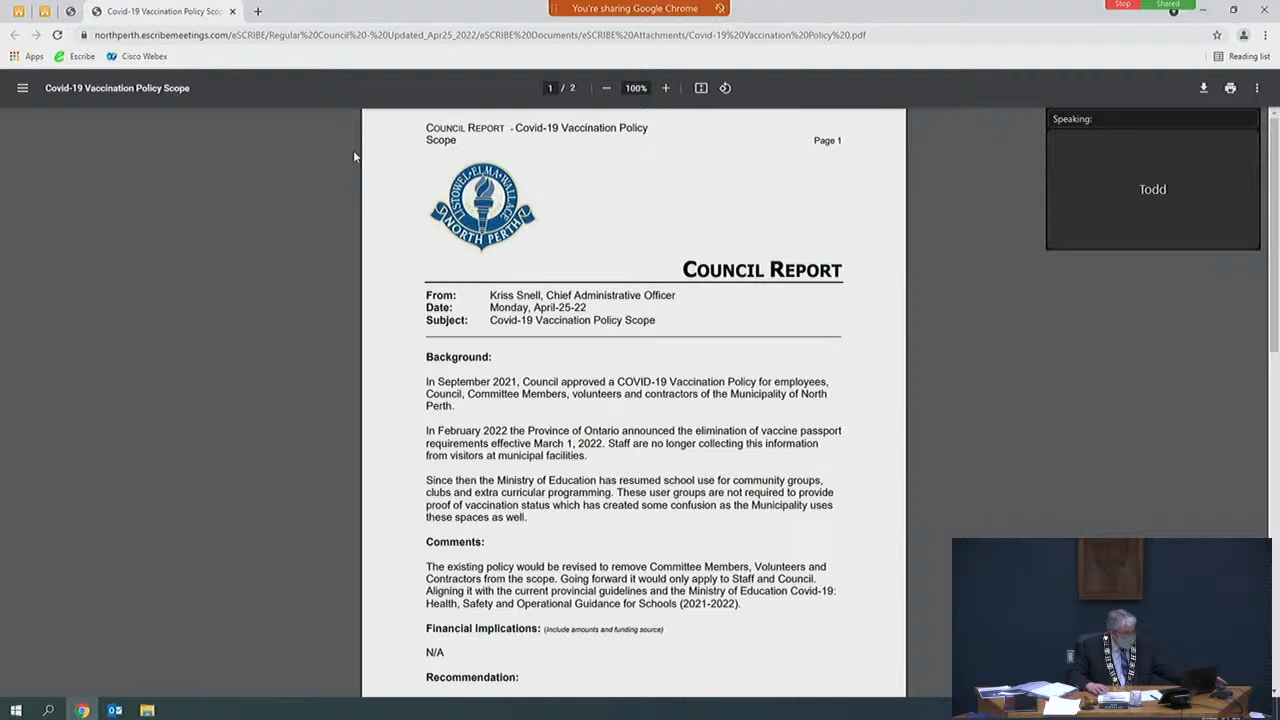 You're sharing Google Chrome
Stop
Shared
Covid-19 Vaccination Policy Sco
northperth.escribemeetings.com/eSCRIBE/Regular%20Council%20-%20Updated_Apr25_2022/eSCRIBE%20Documents/eSCRIBE%20Attachments/Covid-19%20Vaccination%20Policy%20.pdf
Apps
Escribe
Cisco Webex
Reading list
Covid-19 Vaccination Policy Scope
1 / 2
100%
Speaking:
Todd
COUNCIL REPORT - Covid-19 Vaccination Policy
Scope
Page 1
LISTOWEL·ELMA·WALLACE
NORTH PERTH
COUNCIL REPORT
From: Kriss Snell, Chief Administrative Officer
Date: Monday, April-25-22
Subject: Covid-19 Vaccination Policy Scope
Background:
In September 2021, Council approved a COVID-19 Vaccination Policy for employees,
Council, Committee Members, volunteers and contractors of the Municipality of North
Perth.
In February 2022 the Province of Ontario announced the elimination of vaccine passport
requirements effective March 1, 2022. Staff are no longer collecting this information
from visitors at municipal facilities.
Since then the Ministry of Education has resumed school use for community groups,
clubs and extra curricular programming. These user groups are not required to provide
proof of vaccination status which has created some confusion as the Municipality uses
these spaces as well.
Comments:
The existing policy would be revised to remove Committee Members, Volunteers and
Contractors from the scope. Going forward it would only apply to Staff and Council.
Aligning it with the current provincial guidelines and the Ministry of Education Covid-19:
Health, Safety and Operational Guidance for Schools (2021-2022).
Financial Implications: (Include amounts and funding source)
N/A
Recommendation: